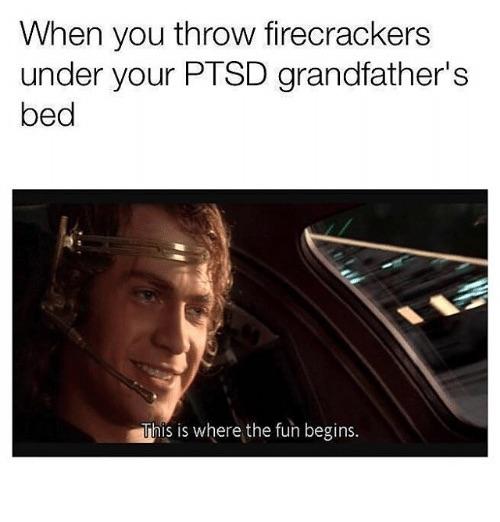 When you throw firecrackers
under your PTSD grandfather's
bed
This is where the fun begins.